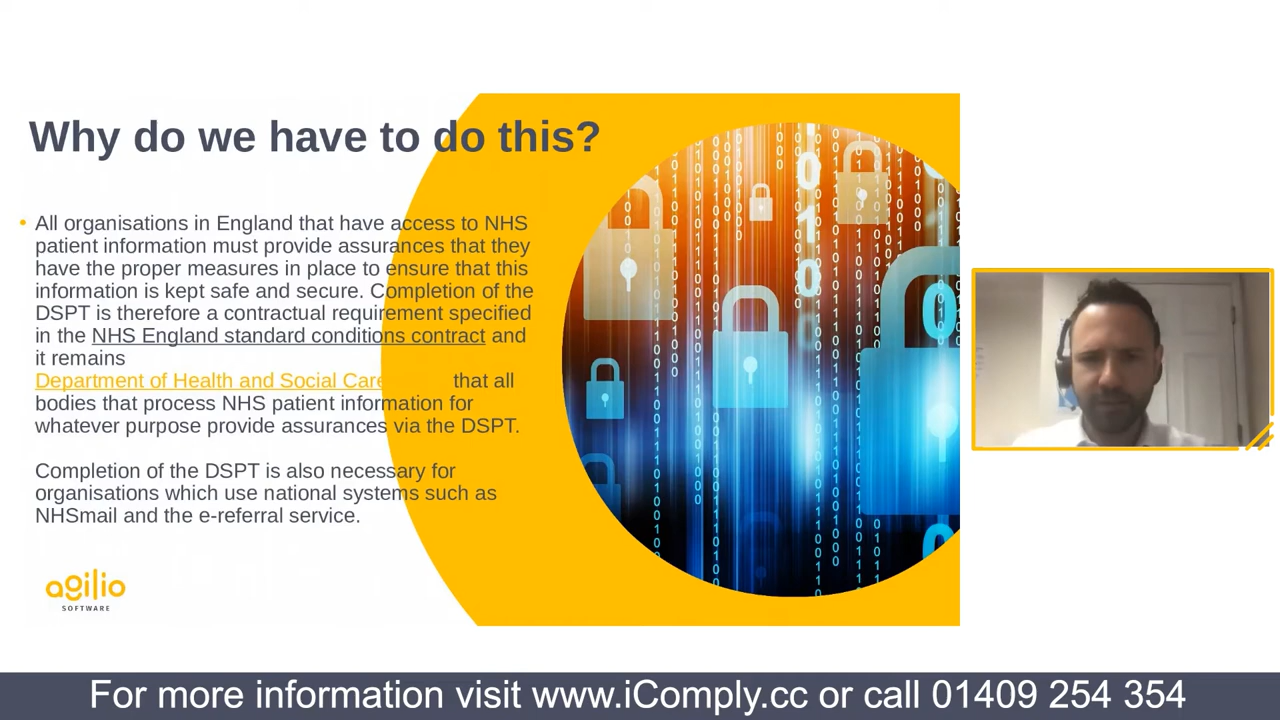 Why do we have to do this?
• All organisations in England that have access to NHS
patient information must provide assurances that they
have the proper measures in place to ensure that this
information is kept safe and secure. Completion of the
DSPT is therefore a contractual requirement specified
in the NHS England standard conditions contract and
it remains
Department of Health and Social Care
that all
bodies that process NHS patient information for
whatever purpose provide assurances via the DSPT.
Completion of the DSPT is also necessary for
organisations which use national systems such as
NHSmail and the e-referral service.
agilio
SOFTWARE
For more information visit www.iComply.cc or call 01409 254 354